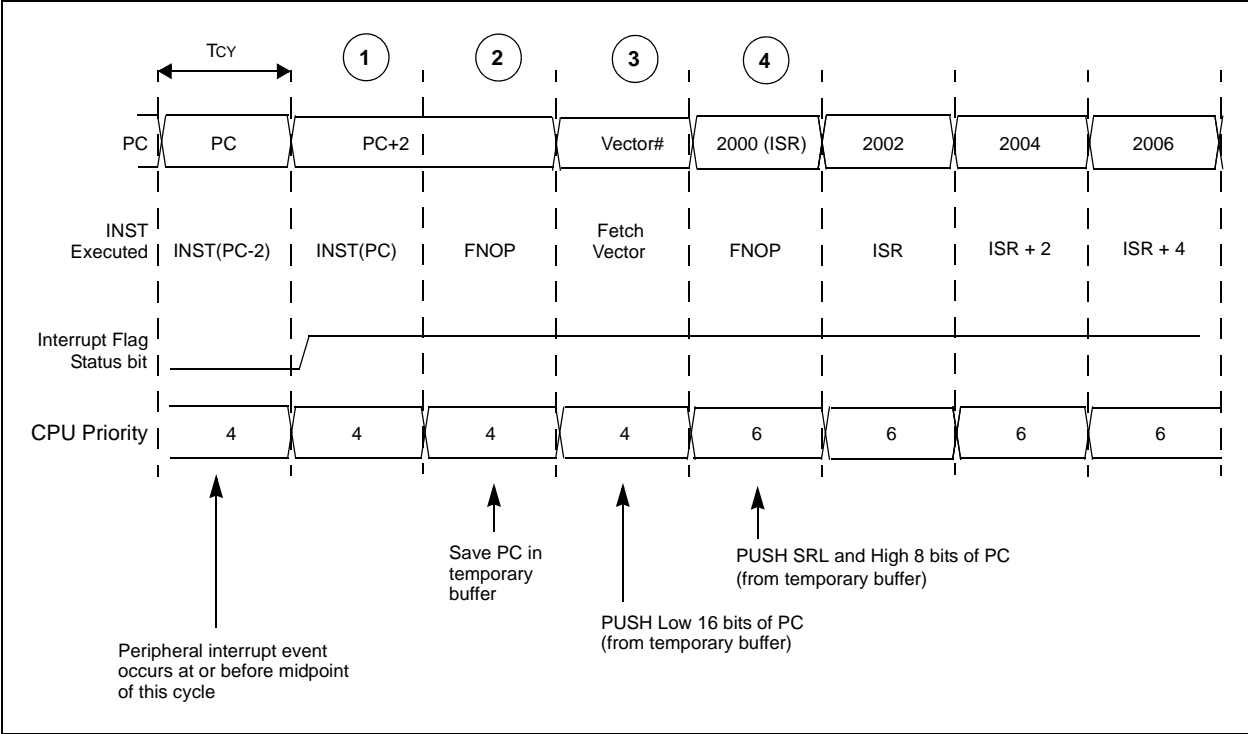 TCY
1
2
3
4
PC
PC
PC+2
Vector#
2000 (ISR)
2002
2004
2006
INST
Executed
INST(PC-2)
INST(PC)
FNOP
Fetch
Vector
FNOP
ISR
ISR + 2
ISR + 4
Interrupt Flag
Status bit
CPU Priority
4
4
4
4
6
6
6
6
Save PC in
temporary
buffer
PUSH SRL and High 8 bits of PC
(from temporary buffer)
PUSH Low 16 bits of PC
(from temporary buffer)
Peripheral interrupt event
occurs at or before midpoint
of this cycle